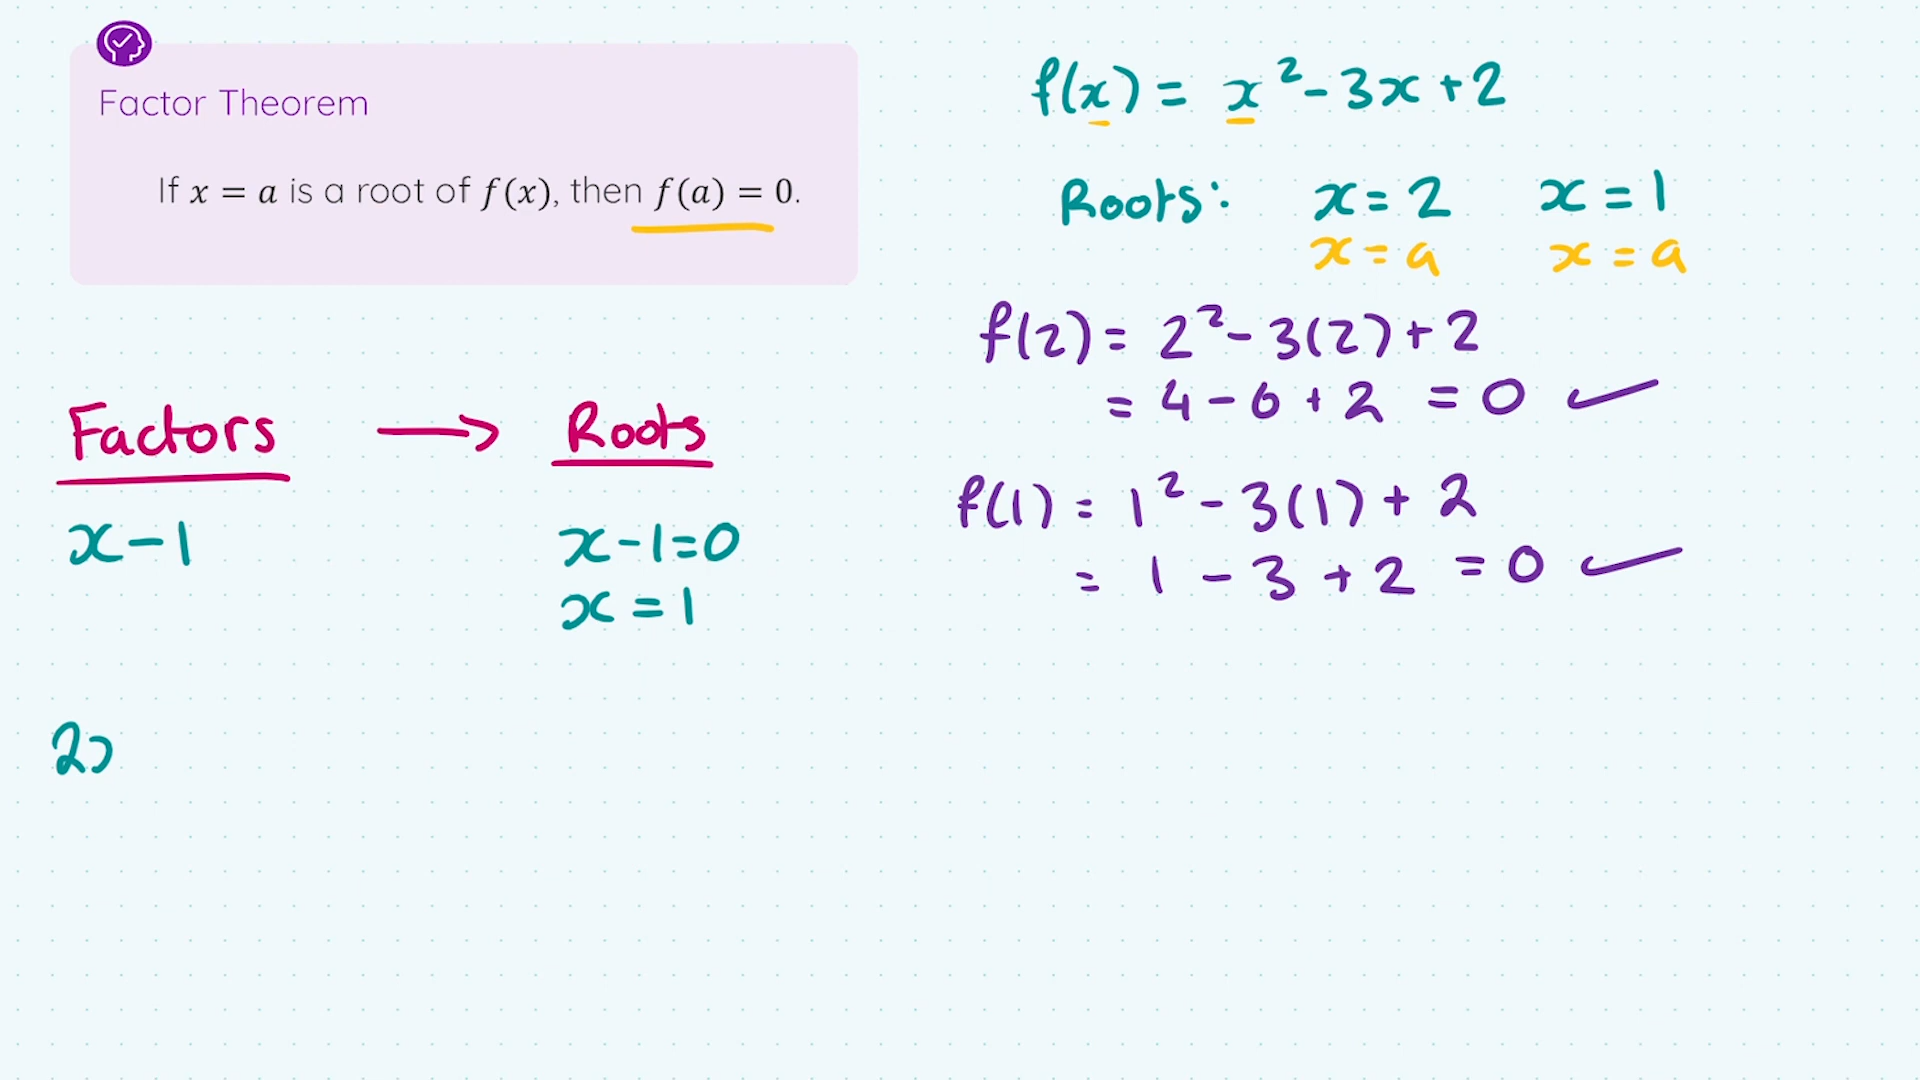 Factor Theorem
If x = a is a root of f(x), then f(a) = 0.
Factors → Roots
x-1
x-1=0
x=1
f(x) = x²-3x+2
Roots: x=2 x=1
x=a x=a
f(2) = 2²-3(2)+2
= 4-6+2 =0 ✓
f(1) = 1²-3(1)+2
= 1-3+2 =0 ✓